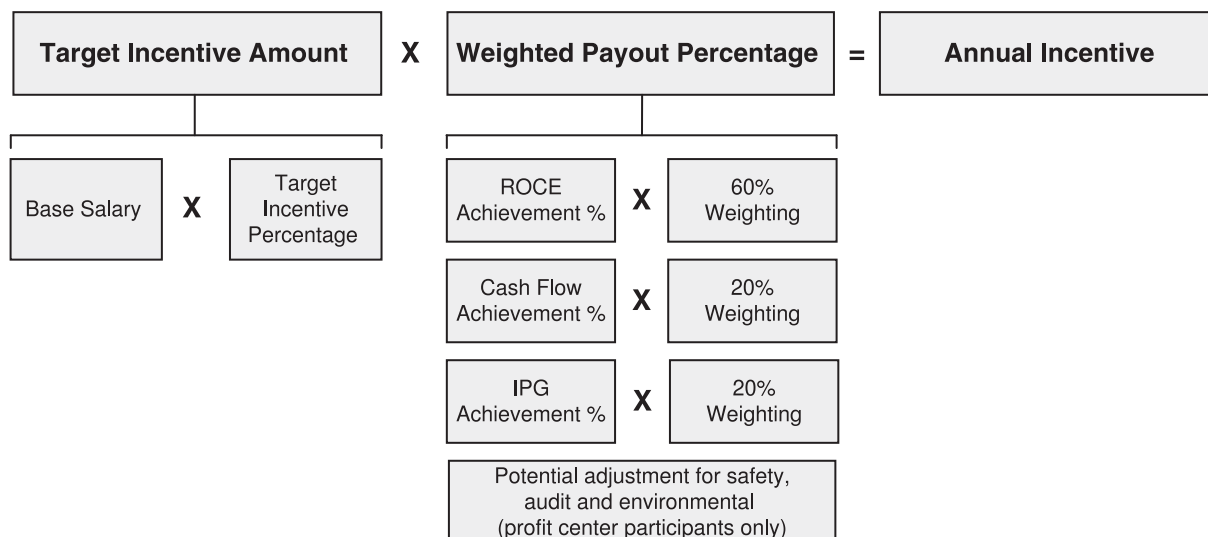 Target Incentive Amount X Weighted Payout Percentage = Annual Incentive
Base Salary
X
Target
Incentive
Percentage
ROCE
Achievement %
X
60%
Weighting
Cash Flow
Achievement %
X
20%
Weighting
IPG
Achievement %
X
20%
Weighting
Potential adjustment for safety,
audit and environmental
(profit center participants only)